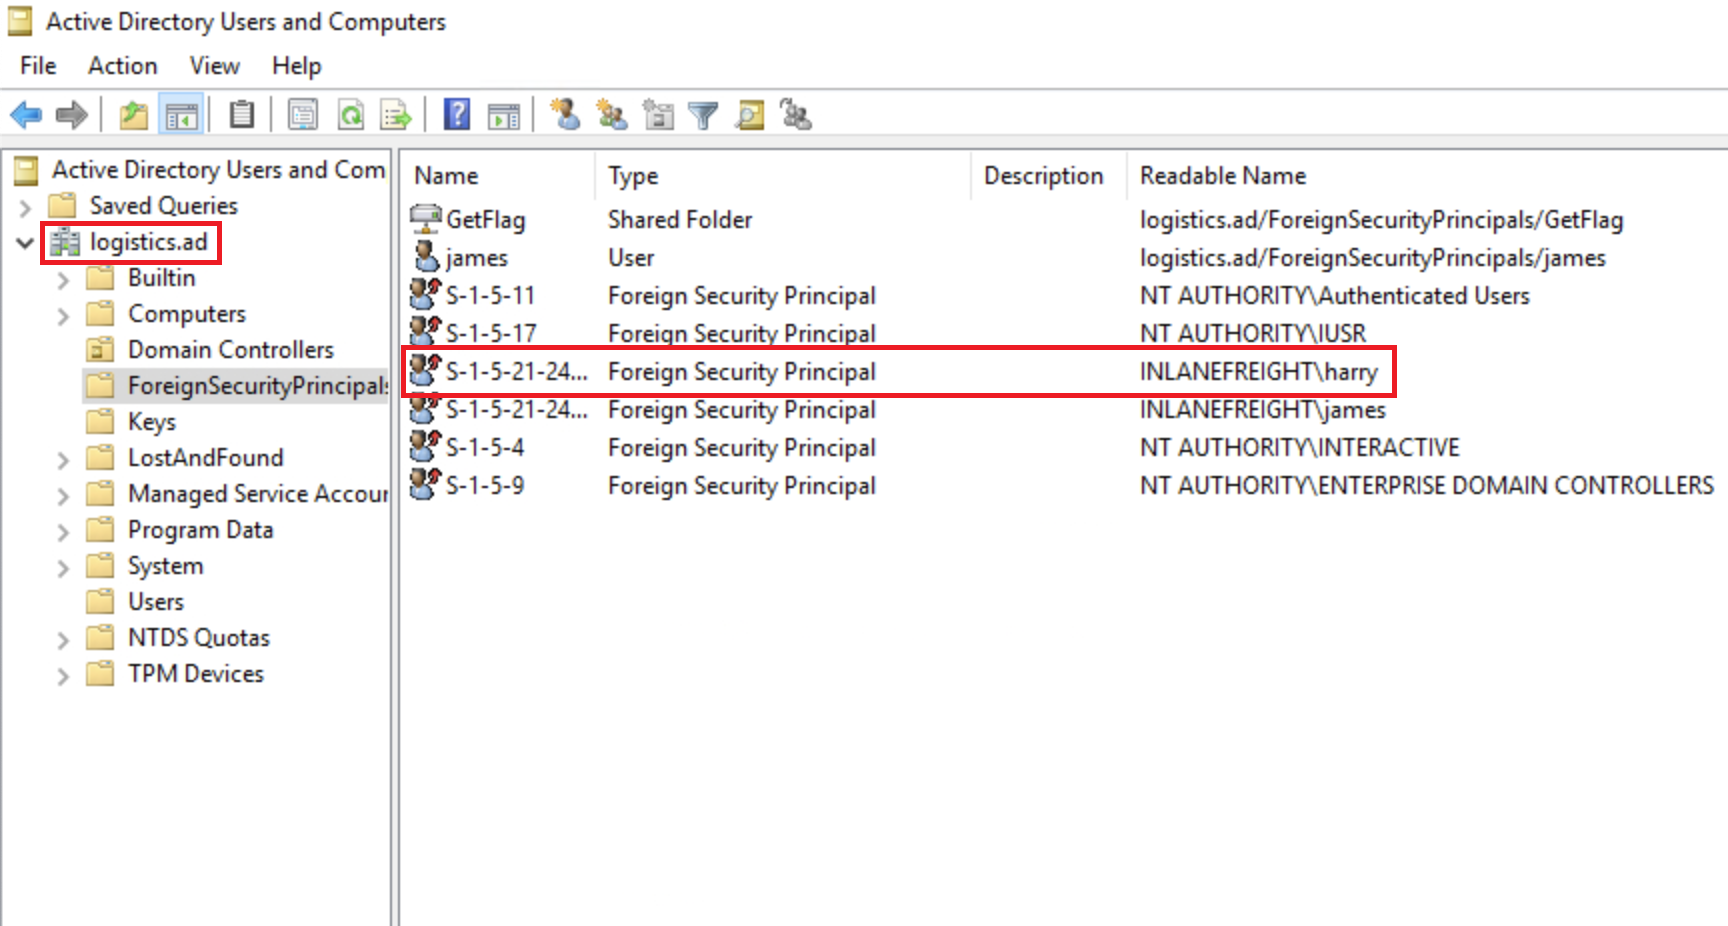 Active Directory Users and Computers
File Action View Help
Active Directory Users and Com
Saved Queries
logistics.ad
Builtin
Computers
Domain Controllers
ForeignSecurityPrincipals
Keys
LostAndFound
Managed Service Accour
Program Data
System
Users
NTDS Quotas
TPM Devices
Name Type Description Readable Name
GetFlag Shared Folder logistics.ad/ForeignSecurityPrincipals/GetFlag
james User logistics.ad/ForeignSecurityPrincipals/james
S-1-5-11 Foreign Security Principal NT AUTHORITY\Authenticated Users
S-1-5-17 Foreign Security Principal NT AUTHORITY\IUSR
S-1-5-21-24... Foreign Security Principal INLANEFREIGHT\harry
S-1-5-21-24... Foreign Security Principal INLANEFREIGHT\james
S-1-5-4 Foreign Security Principal NT AUTHORITY\INTERACTIVE
S-1-5-9 Foreign Security Principal NT AUTHORITY\ENTERPRISE DOMAIN CONTROLLERS